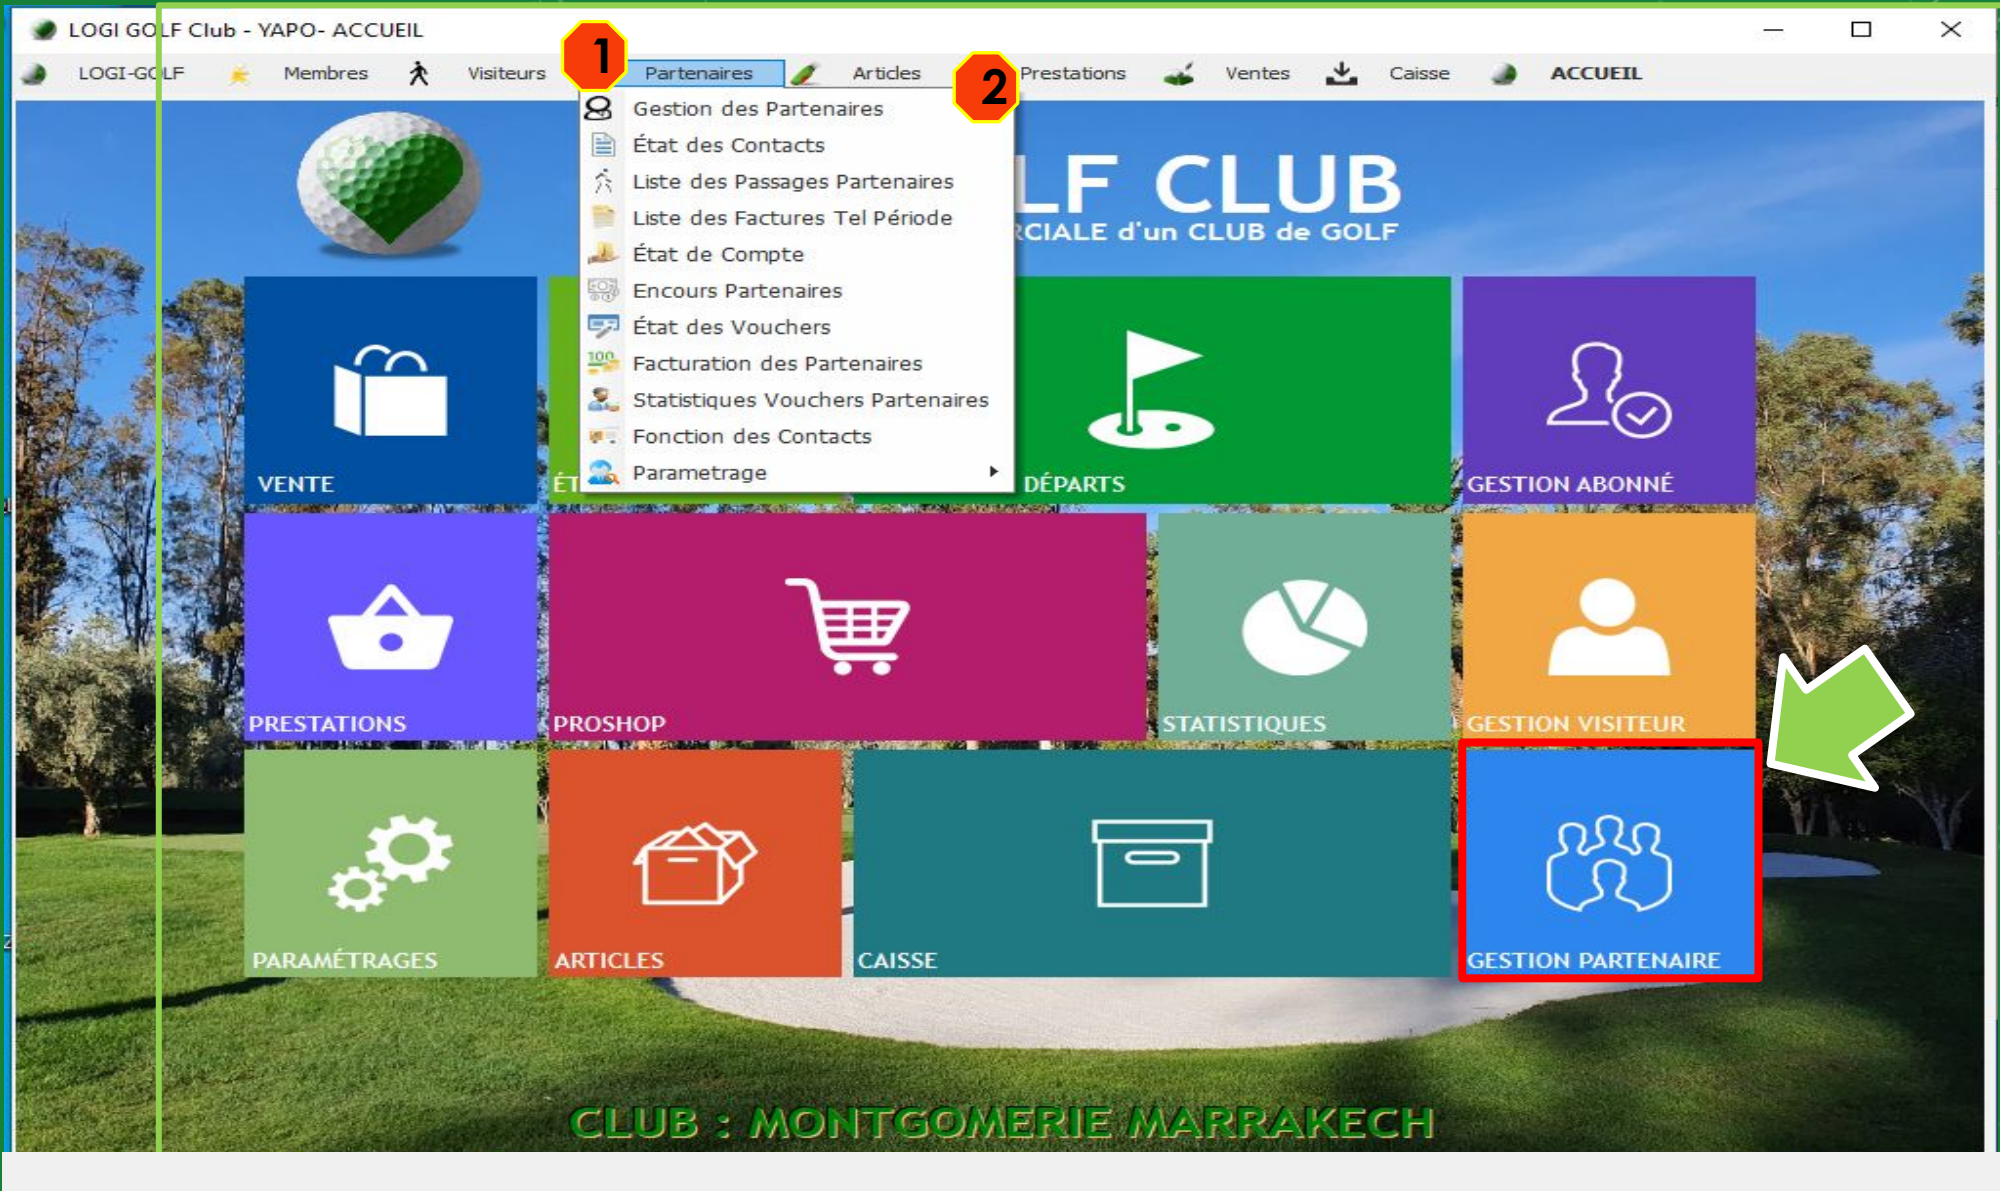 LOGI GOLF Club - YAPO- ACCUEIL
LOGI-GOLF Membres Visiteurs Partenaires Articles Prestations Ventes Caisse ACCUEIL
1
2
Gestion des Partenaires
État des Contacts
Liste des Passages Partenaires
Liste des Factures Tel Période
État de Compte
Encours Partenaires
État des Vouchers
100
Facturation des Partenaires
Statistiques Vouchers Partenaires
Fonction des Contacts
Parametrage
LF CLUB
d'un CLUB de GOLF
VENTE
DÉPARTS
GESTION ABONNÉ
PRESTATIONS
PROSHOP
STATISTIQUES
GESTION VISITEUR
PARAMÉTRAGES
ARTICLES
CAISSE
GESTION PARTENAIRE
CLUB : MONTGOMERIE MARRAKECH